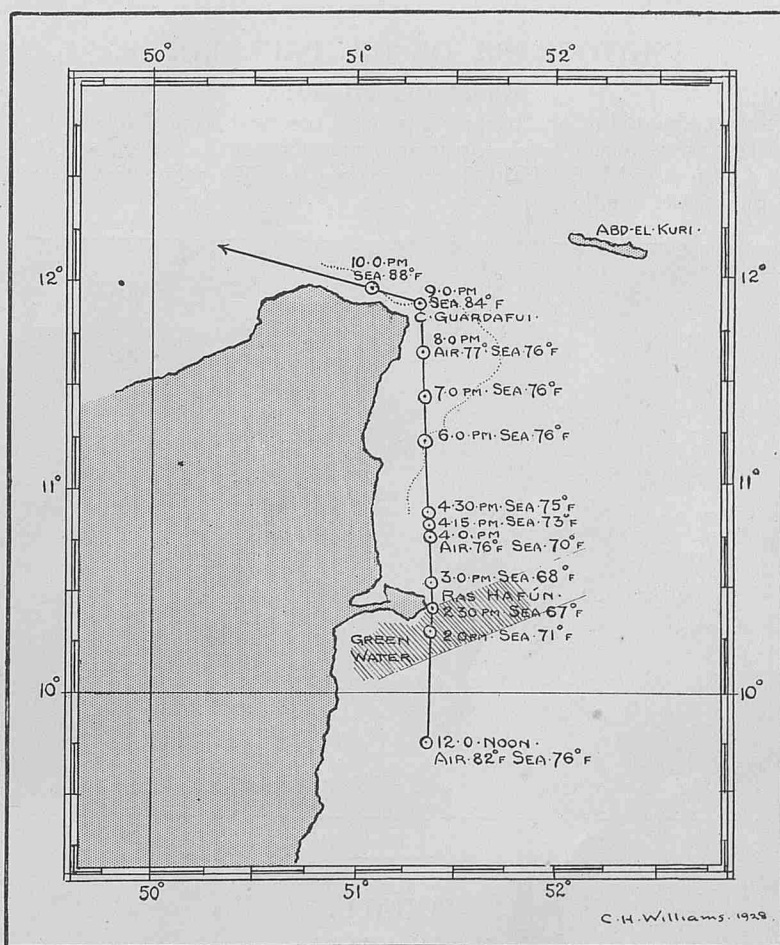 50° 51° 52°
ABD-EL-KURI.
10.0.PM
SEA.88°F
9.0.PM
SEA.84°F
12° 12°
C. GUARDAFUI.
8.0 PM
AIR.77°. SEA.76°F
7.0 PM. SEA.76°F
6.0 PM. SEA.76°F
11° 11°
4.30.PM. SEA.75°F
4.15.PM. SEA.73°F
4.0.PM
AIR.76°F SEA.70°F
3.0.PM. SEA.68°F
RAS HAFÚN.
2.30 PM SEA.67°F
GREEN
WATER
2.0 PM. SEA.71°F
10° 10°
12.0.NOON.
AIR.82°F SEA.76°F
50° 51° 52°
C.H.Williams. 1928.